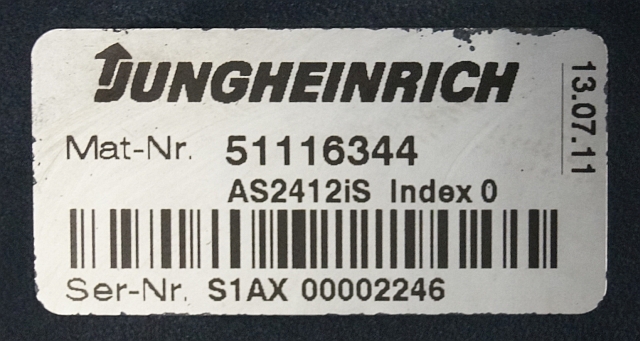 JUNGHEINRICH
13.07.11
Mat-Nr. 51116344
AS2412iS Index 0
Ser-Nr. S1AX 00002246